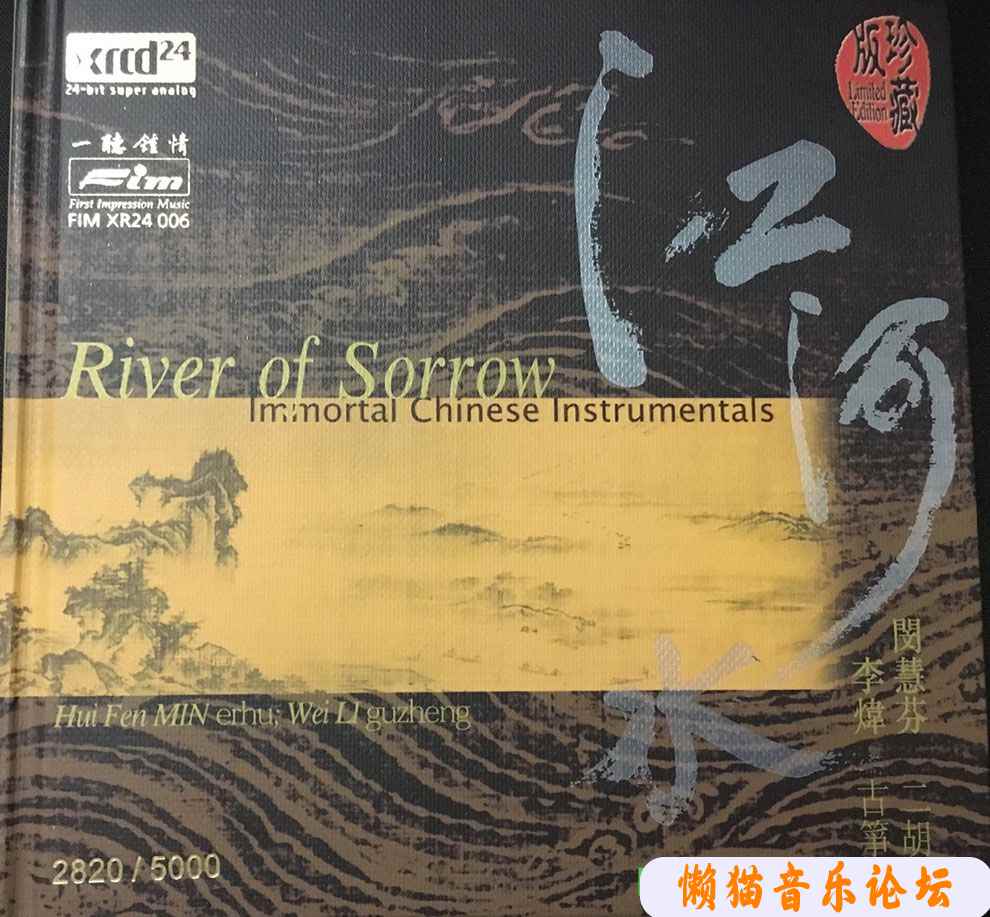 xrcd24
24-bit super analog
一聽鍾情
Fim
First Impression Music
FIM XR24 006
珍藏
版
Limited
Edition
江河水
River of Sorrow
Immortal Chinese Instrumentals
閔慧芬 二胡
李煒 古箏
Hui Fen MIN erhu; Wei LI guzheng
2820 / 5000
懒猫音乐论坛